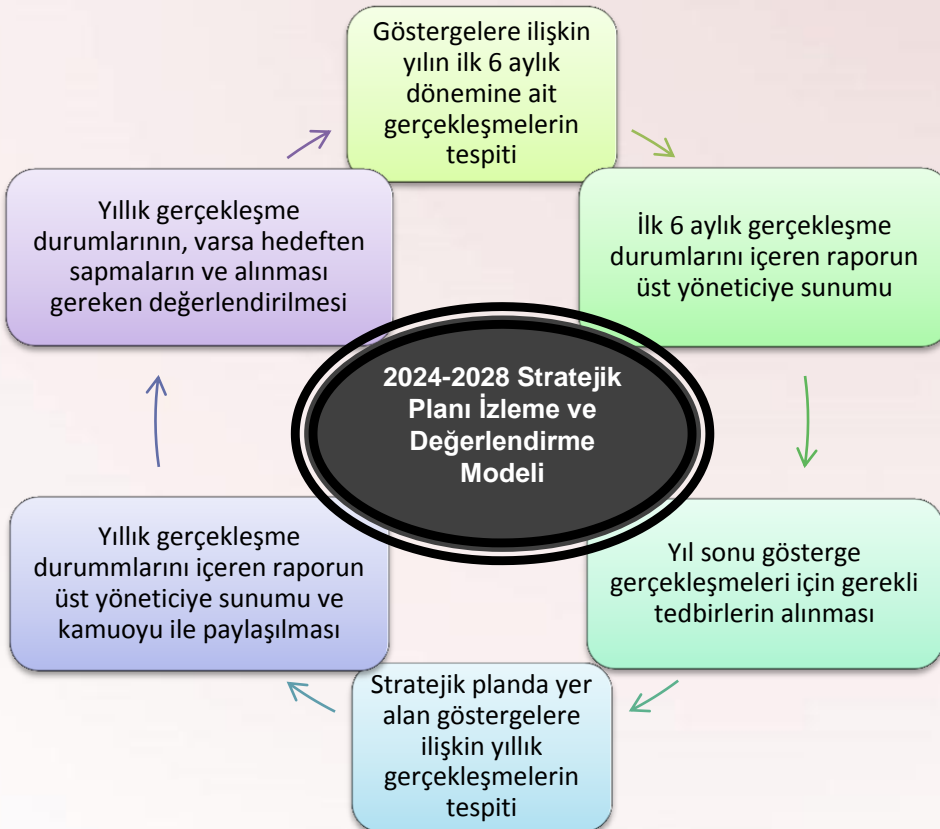 Göstergelere ilişkin
yılın ilk 6 aylık
dönemine ait
gerçekleşmelerin
tespiti
İlk 6 aylık gerçekleşme
durumlarını içeren raporun
üst yöneticiye sunumu
Yıl sonu gösterge
gerçekleşmeleri için gerekli
tedbirlerin alınması
Stratejik planda yer
alan göstergelere
ilişkin yıllık
gerçekleşmelerin
tespiti
Yıllık gerçekleşme
durummlarını içeren raporun
üst yöneticiye sunumu ve
kamuoyu ile paylaşılması
Yıllık gerçekleşme
durumlarının, varsa hedeften
sapmaların ve alınması
gereken değerlendirilmesi
2024-2028 Stratejik
Planı İzleme ve
Değerlendirme
Modeli